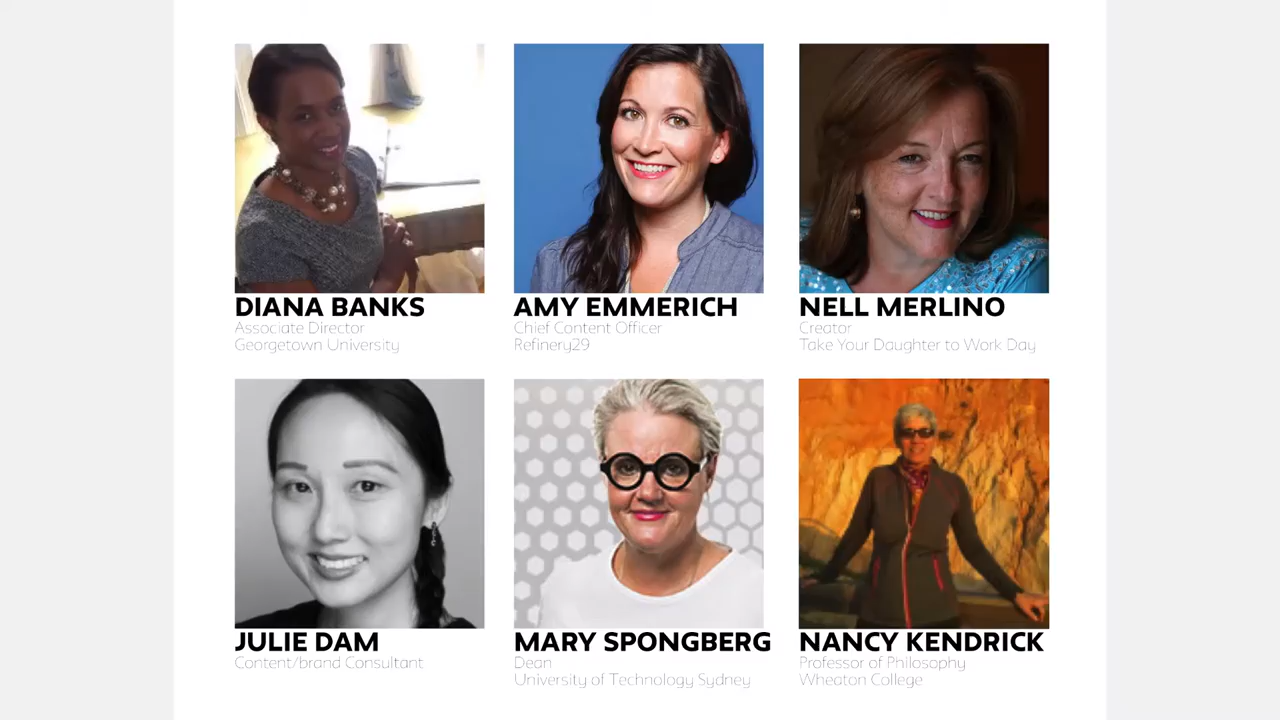 DIANA BANKS
Associate Director
Georgetown University
AMY EMMERICH
Chief Content Officer
Refinery29
NELL MERLINO
Creator
Take Your Daughter to Work Day
JULIE DAM
Content/brand Consultant
MARY SPONGBERG
Dean
University of Technology Sydney
NANCY KENDRICK
Professor of Philosophy
Wheaton College